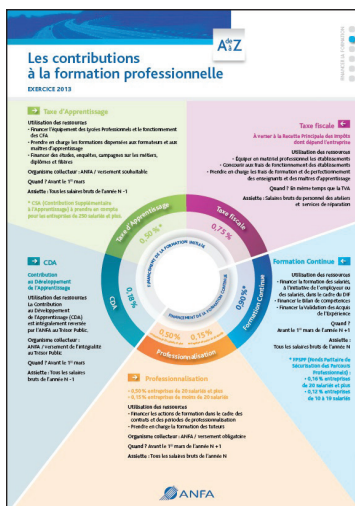 A de à Z
Les contributions
à la formation professionnelle
EXERCICE 2013
Taxe d'Apprentissage
Utilisation des ressources
- Financer l'équipement des Lycées Professionnels et le fonctionnement
des CFA
- Prendre en charge les formations dispensées aux formateurs et aux
maîtres d'apprentissage
- Financer des études, enquêtes, campagnes sur les métiers,
diplômes et filières
Organisme collecteur : ANFA / versement souhaitable
Quand ? Avant le 1er mars
Assiette : Tous les salaires bruts de l'année N -1
* CSA (Contribution Supplémentaire
à l'Apprentissage) à prendre en compte
pour les entreprises de 250 salariés et plus
Taxe fiscale
À verser à la Recette Principale des Impôts
dont dépend l'entreprise
Utilisation des ressources
- Équiper en matériel professionnel les établissements
- Concourir aux frais de fonctionnement des établissements
- Prendre en charge les frais de formation et de perfectionnement
des enseignants et des maîtres d'apprentissage
Quand ? En même temps que la TVA
Assiette : Salaires bruts du personnel des ateliers
et services de réparation
Taxe d'Apprentissage
0,50 %*
Taxe fiscale
0,75 %
FINANCEMENT DE LA FORMATION INITIALE
CDA
0,18%
FINANCEMENT DE LA FORMATION CONTINUE
Formation Continue
0,90%*
0,50%
0,15%
Professionnalisation
CDA
Contribution
au Développement
de l'Apprentissage
Utilisation des ressources
La Contribution
au Développement
de l'Apprentissage (CDA)
est intégralement reversée
par l'ANFA au Trésor Public.
Organisme collecteur :
ANFA / versement de l'intégralité
au Trésor Public
Quand ? Avant le 1er mars
Assiette : Tous les salaires
bruts de l'année N -1
Formation Continue
Utilisation des ressources
- Financer la formation des salariés,
à l'initiative de l'employeur ou
des salariés, dans le cadre du DIF
- Financer le Bilan de compétences
- Financer la Validation des Acquis
de l'Expérience
Quand ?
Avant le 1er mars de l'année N +1
Assiette :
Tous les salaires bruts de l'année N
* FPSPP (Fonds Paritaire de
Sécurisation des Parcours
Professionnels) :
Professionnalisation
- 0,50 % entreprises de 20 salariés et plus
- 0,15 % entreprises de moins de 20 salariés
Utilisation des ressources
- Financer les actions de formation dans le cadre des
contrats et des périodes de professionnalisation
- Prendre en charge la formation des tuteurs
Organisme collecteur : ANFA / versement obligatoire
Quand ? Avant le 1er mars de l'année N +1
Assiette : Tous les salaires bruts de l'année N
ANFA